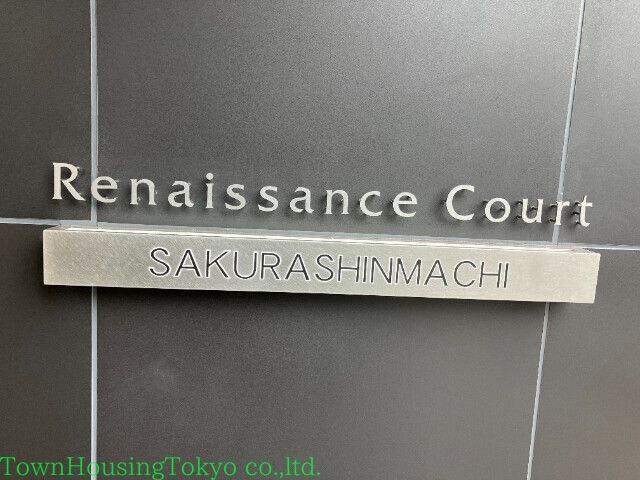 Renaissance Court
SAKURASHINMACHI
TownHousingTokyo co.,ltd.